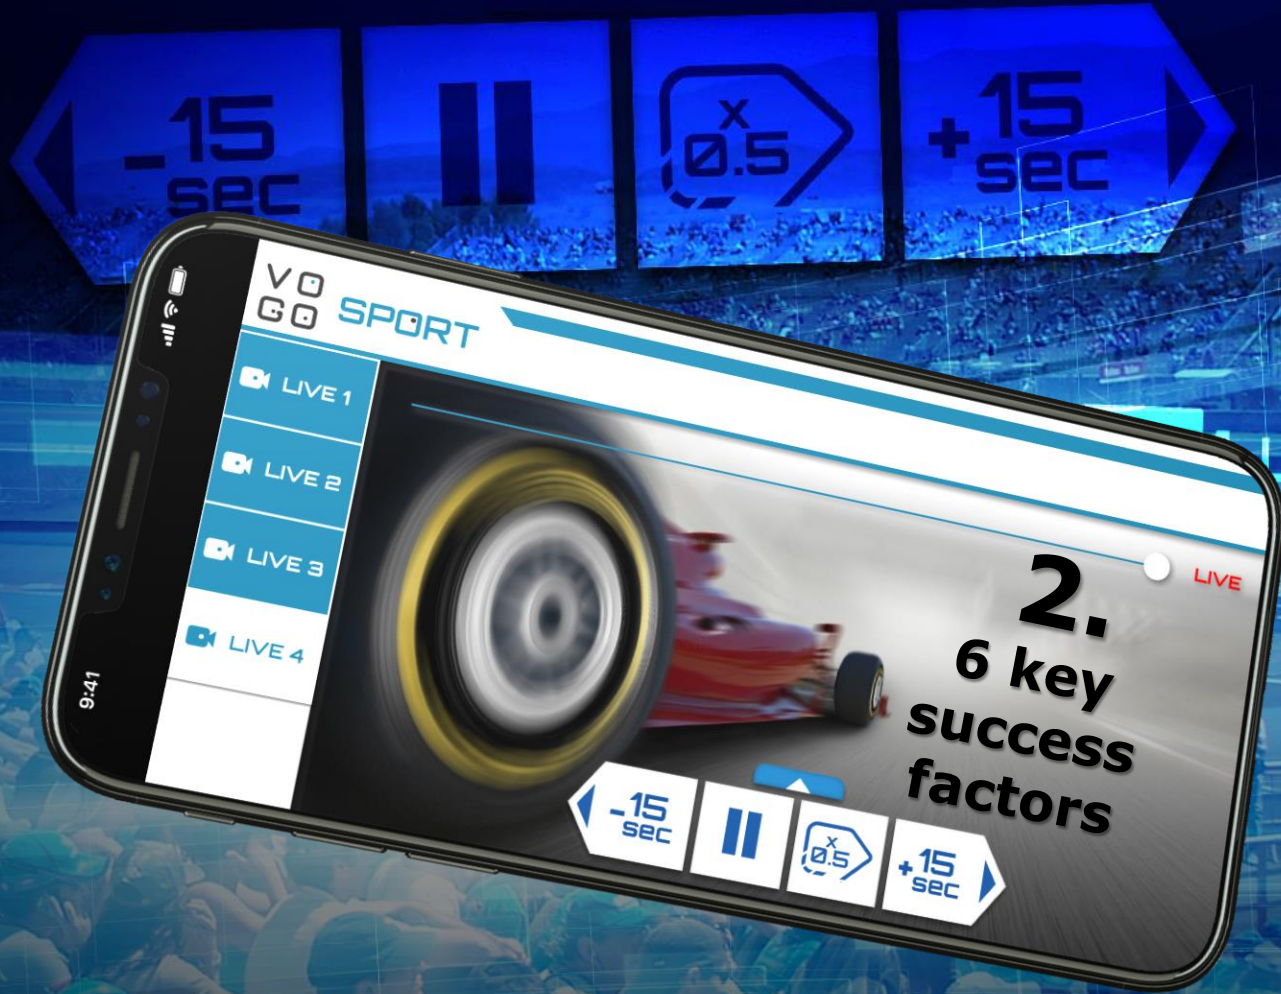 -15
sec
x
0.5
+15
sec
VO
GO
SPORT
LIVE 1
LIVE 2
LIVE 3
LIVE 4
9:41
LIVE
2.
6 key
success
factors
-15
sec
x
0.5
+15
sec